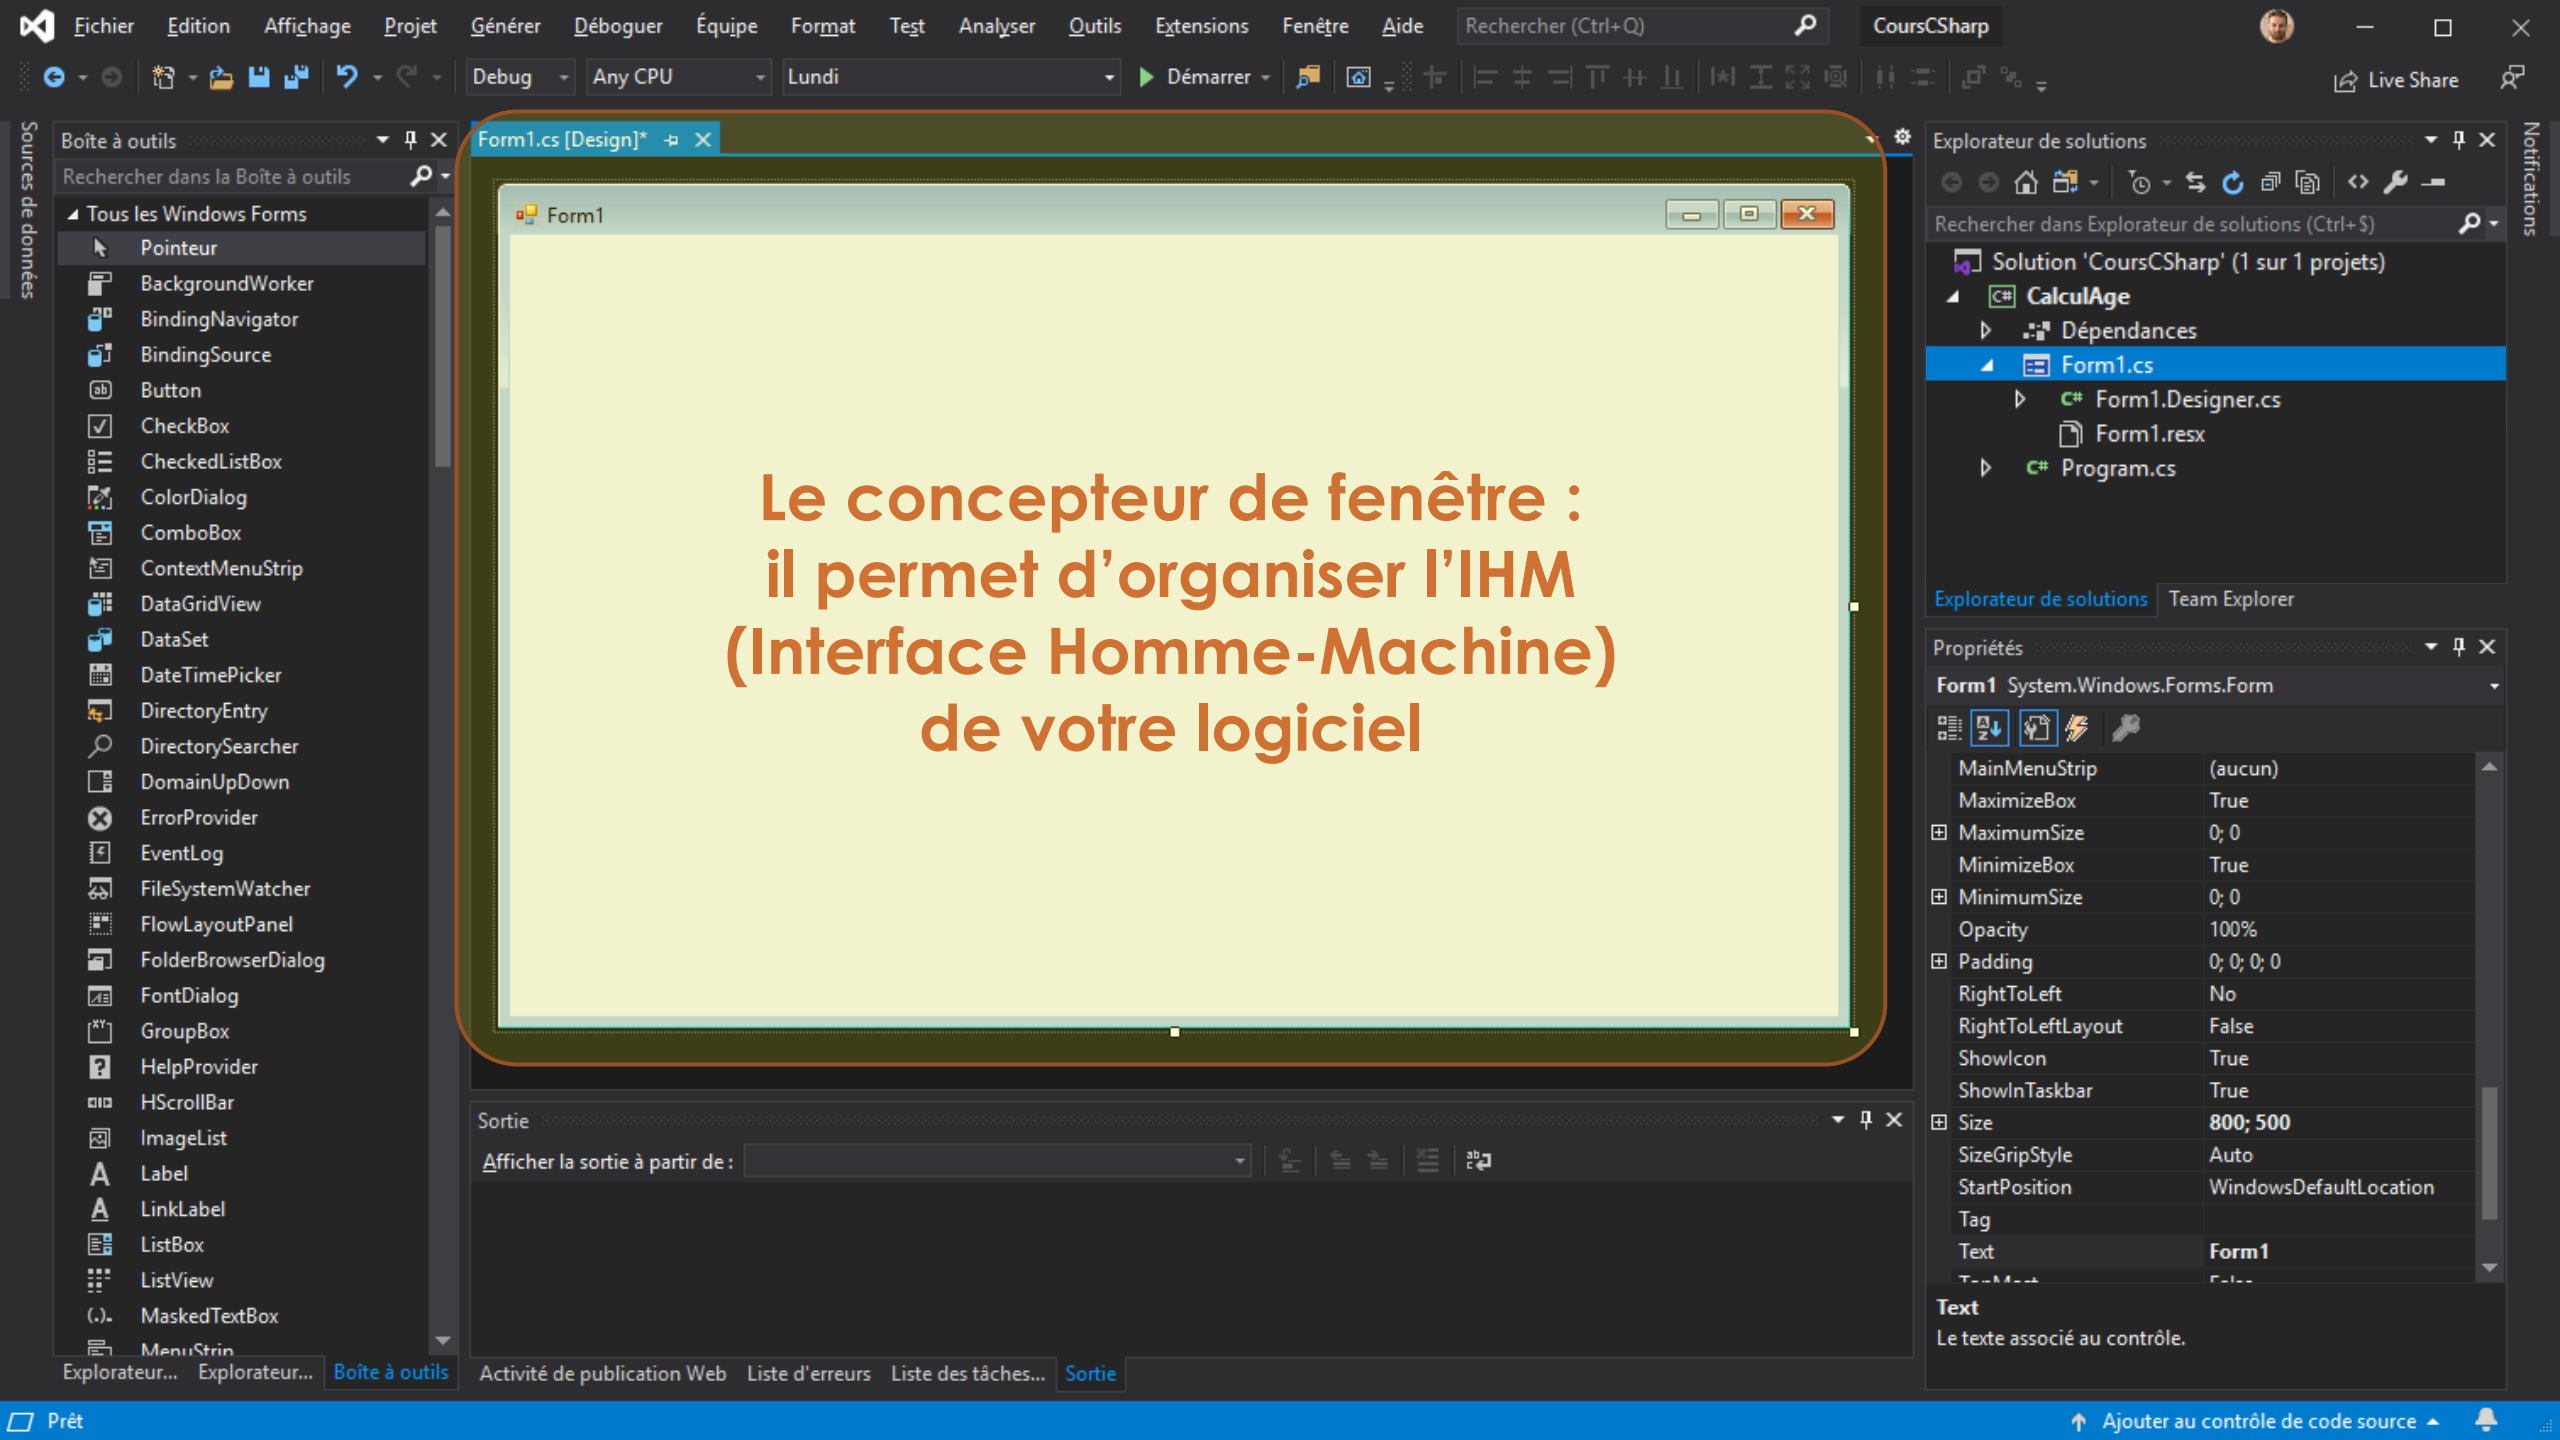 Fichier Edition Affichage Projet Générer Déboguer Équipe Format Test Analyser Outils Extensions Fenêtre Aide Rechercher (Ctrl+Q) CoursCSharp
Debug Any CPU Lundi Démarrer Live Share
Sources de données
Boîte à outils
Rechercher dans la Boîte à outils
Tous les Windows Forms
Pointeur
BackgroundWorker
BindingNavigator
BindingSource
Button
CheckBox
CheckedListBox
ColorDialog
ComboBox
ContextMenuStrip
DataGridView
DataSet
DateTimePicker
DirectoryEntry
DirectorySearcher
DomainUpDown
ErrorProvider
EventLog
FileSystemWatcher
FlowLayoutPanel
FolderBrowserDialog
FontDialog
GroupBox
HelpProvider
HScrollBar
ImageList
Label
LinkLabel
ListBox
ListView
MaskedTextBox
MenuStrip
Explorateur... Explorateur... Boîte à outils
Form1.cs [Design]*
Form1
Le concepteur de fenêtre :
il permet d’organiser l’IHM
(Interface Homme-Machine)
de votre logiciel
Sortie
Afficher la sortie à partir de :
Activité de publication Web Liste d'erreurs Liste des tâches... Sortie
Explorateur de solutions
Rechercher dans Explorateur de solutions (Ctrl+$)
Solution 'CoursCSharp' (1 sur 1 projets)
CalculAge
Dépendances
Form1.cs
C# Form1.Designer.cs
Form1.resx
C# Program.cs
Explorateur de solutions Team Explorer
Propriétés
Form1 System.Windows.Forms.Form
MainMenuStrip (aucun)
MaximizeBox True
MaximumSize 0; 0
MinimizeBox True
MinimumSize 0; 0
Opacity 100%
Padding 0; 0; 0; 0
RightToLeft No
RightToLeftLayout False
ShowIcon True
ShowInTaskbar True
Size 800; 500
SizeGripStyle Auto
StartPosition WindowsDefaultLocation
Tag
Text Form1
Text
Le texte associé au contrôle.
Notifications
Prêt
Ajouter au contrôle de code source